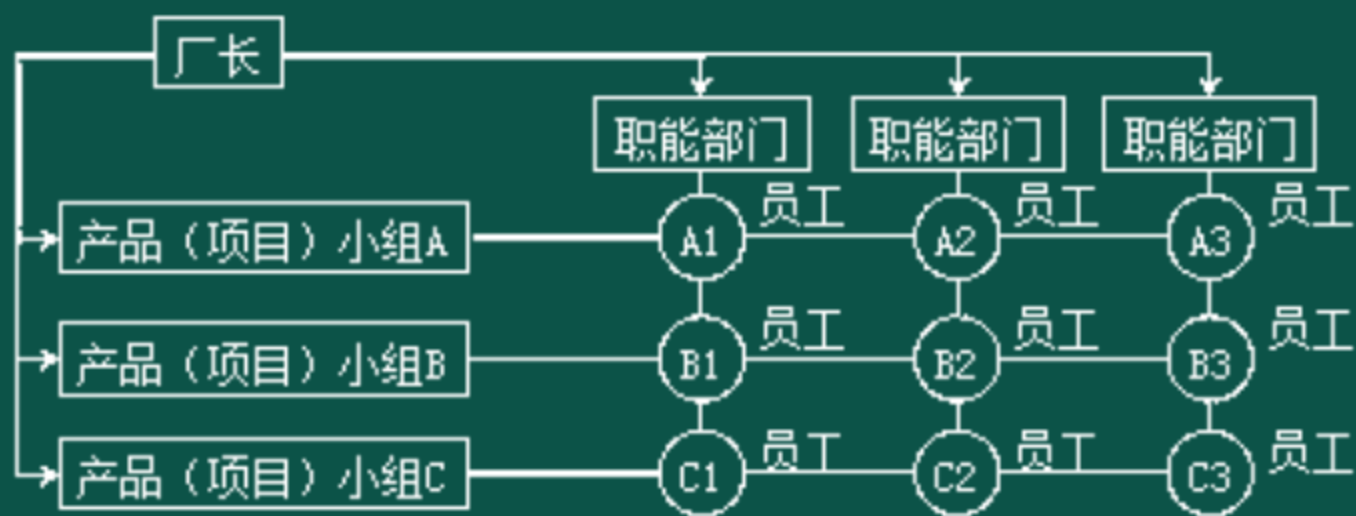 厂长
职能部门 职能部门 职能部门
员工 员工 员工
产品（项目）小组A A1 A2 A3
员工 员工 员工
产品（项目）小组B B1 B2 B3
员工 员工 员工
产品（项目）小组C C1 C2 C3